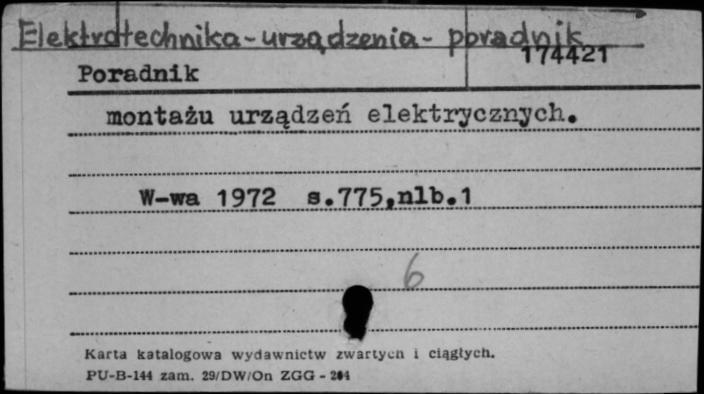 Elektrotechnika - urządzenia - poradnik
174421
Poradnik
montażu urządzeń elektrycznych.
W-wa 1972 s.775,nlb.1
6
Karta katalogowa wydawnictw zwartych i ciągłych.
PU-B-144 zam. 29/DW/On ZGG - 204